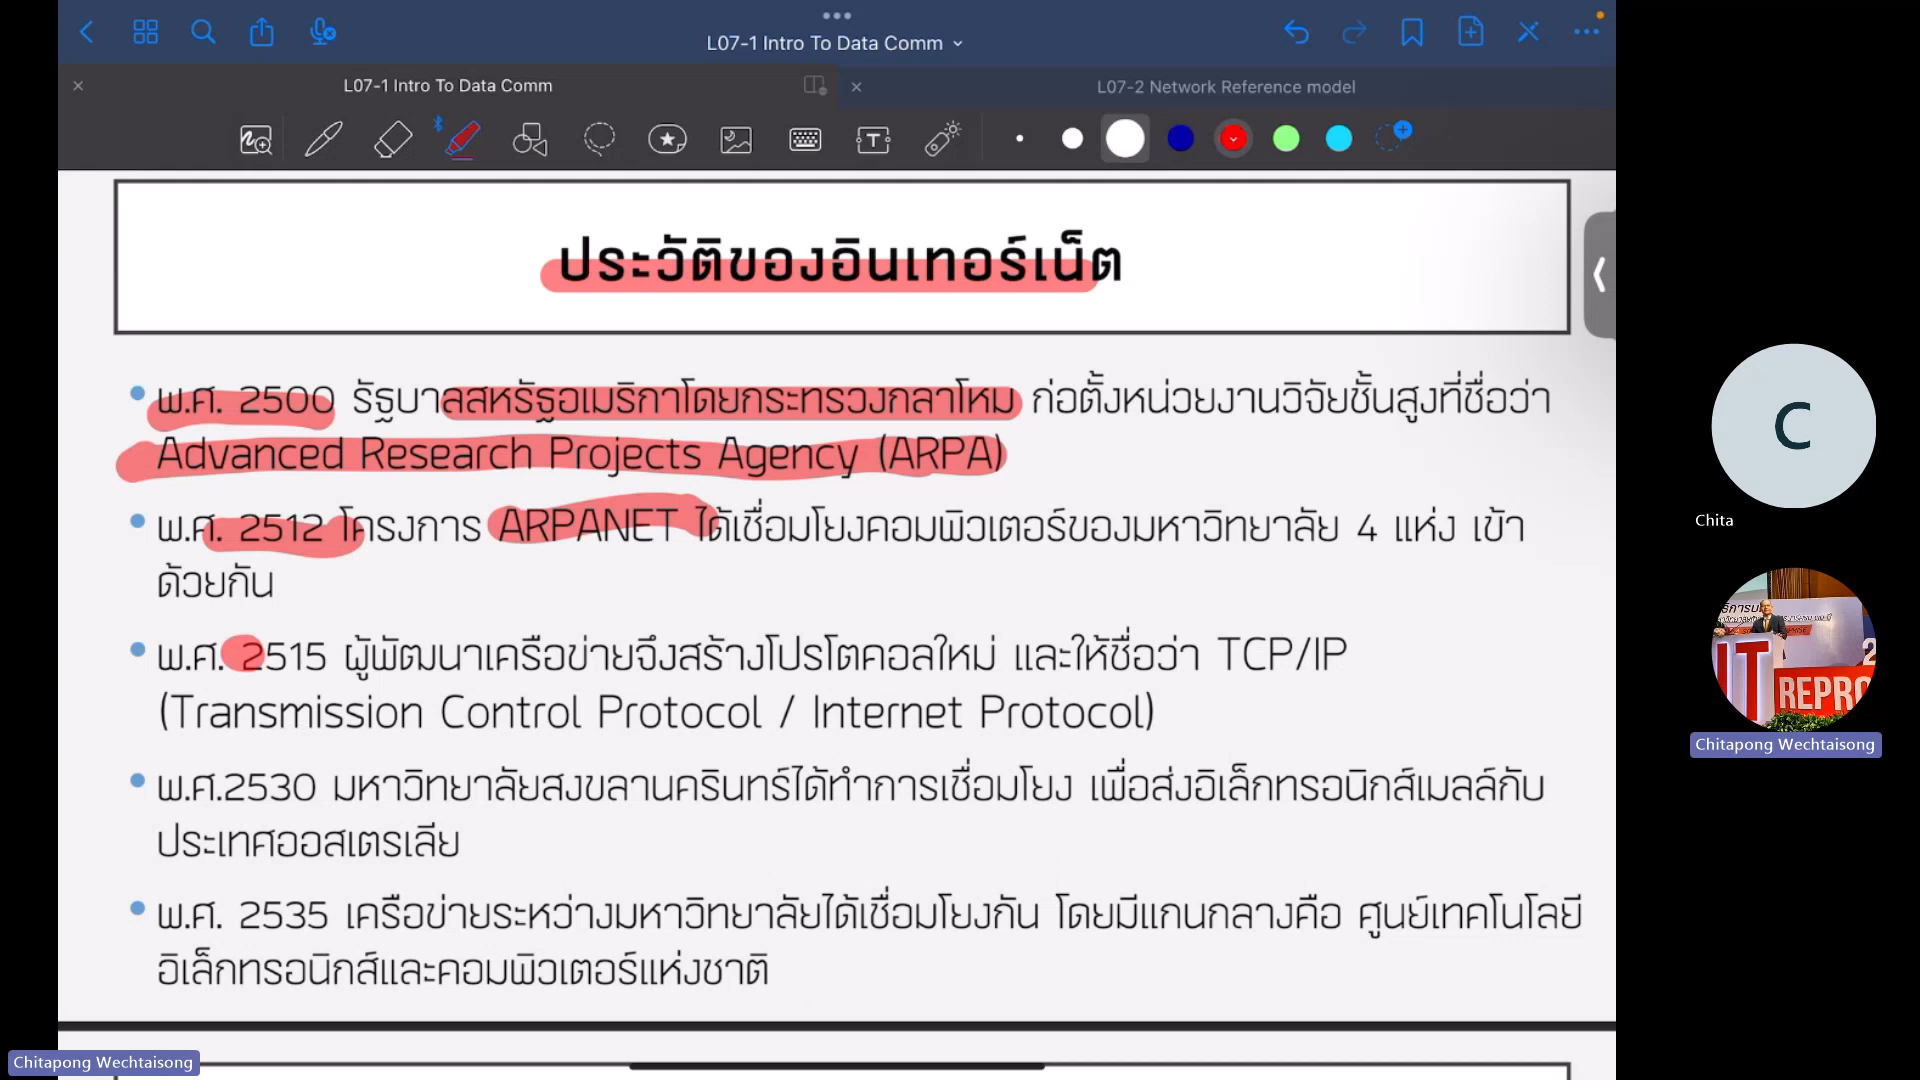 L07-1 Intro To Data Comm
L07-1 Intro To Data Comm
L07-2 Network Reference model
T
ประวัติของอินเทอร์เน็ต
• พ.ศ. 2500 รัฐบาลสหรัฐอเมริกาโดยกระทรวงกลาโหม ก่อตั้งหน่วยงานวิจัยชั้นสูงที่ชื่อว่า
Advanced Research Projects Agency (ARPA)
• พ.ศ. 2512 โครงการ ARPANET ได้เชื่อมโยงคอมพิวเตอร์ของมหาวิทยาลัย 4 แห่ง เข้า
ด้วยกัน
• พ.ศ. 2515 ผู้พัฒนาเครือข่ายจึงสร้างโปรโตคอลใหม่ และให้ชื่อว่า TCP/IP
(Transmission Control Protocol / Internet Protocol)
• พ.ศ.2530 มหาวิทยาลัยสงขลานครินทร์ได้ทำการเชื่อมโยง เพื่อส่งอิเล็กทรอนิกส์เมลล์กับ
ประเทศออสเตรเลีย
• พ.ศ. 2535 เครือข่ายระหว่างมหาวิทยาลัยได้เชื่อมโยงกัน โดยมีแกนกลางคือ ศูนย์เทคโนโลยี
อิเล็กทรอนิกส์และคอมพิวเตอร์แห่งชาติ
C
Chita
IT
REPRO
Chitapong Wechtaisong
Chitapong Wechtaisong